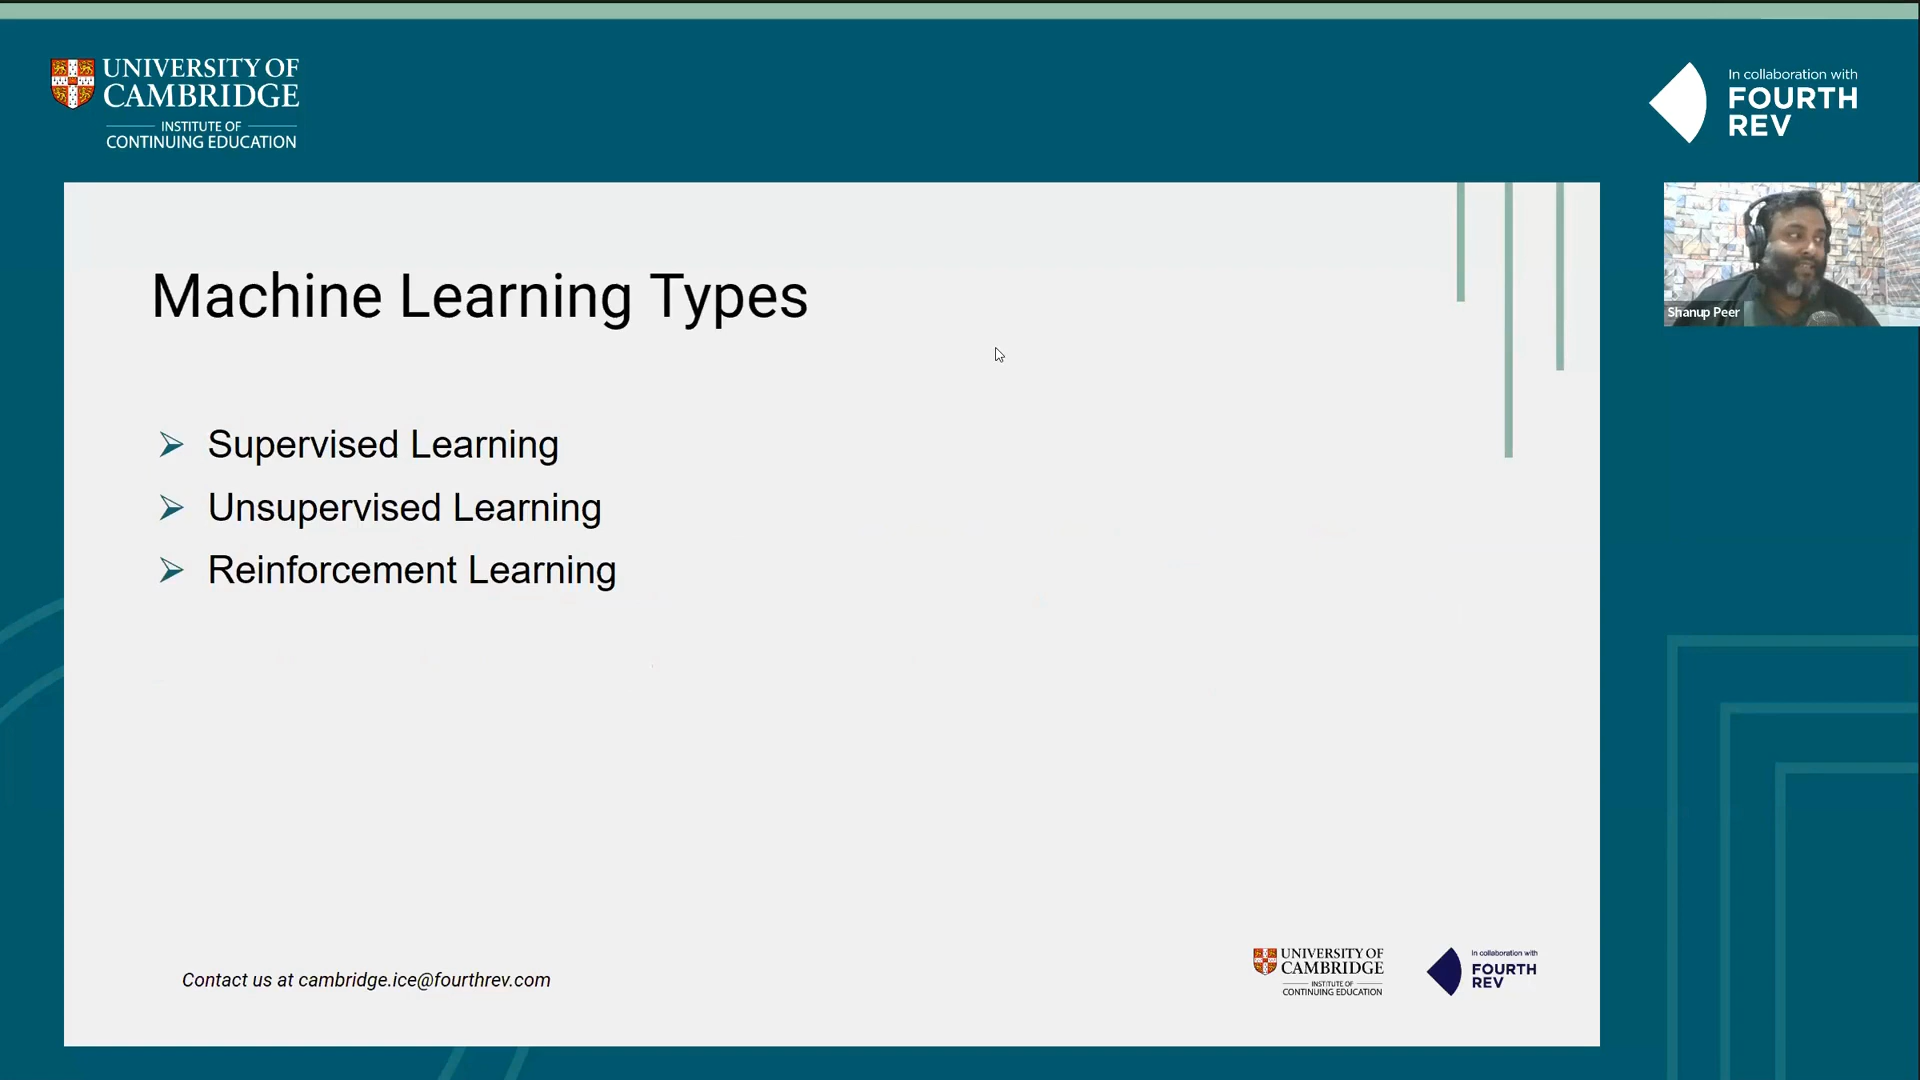 UNIVERSITY OF
CAMBRIDGE
INSTITUTE OF
CONTINUING EDUCATION
In collaboration with
FOURTH
REV
Shanup Peer
Machine Learning Types
Supervised Learning
Unsupervised Learning
Reinforcement Learning
Contact us at cambridge.ice@fourthrev.com
UNIVERSITY OF
CAMBRIDGE
INSTITUTE OF
CONTINUING EDUCATION
In collaboration with
FOURTH
REV